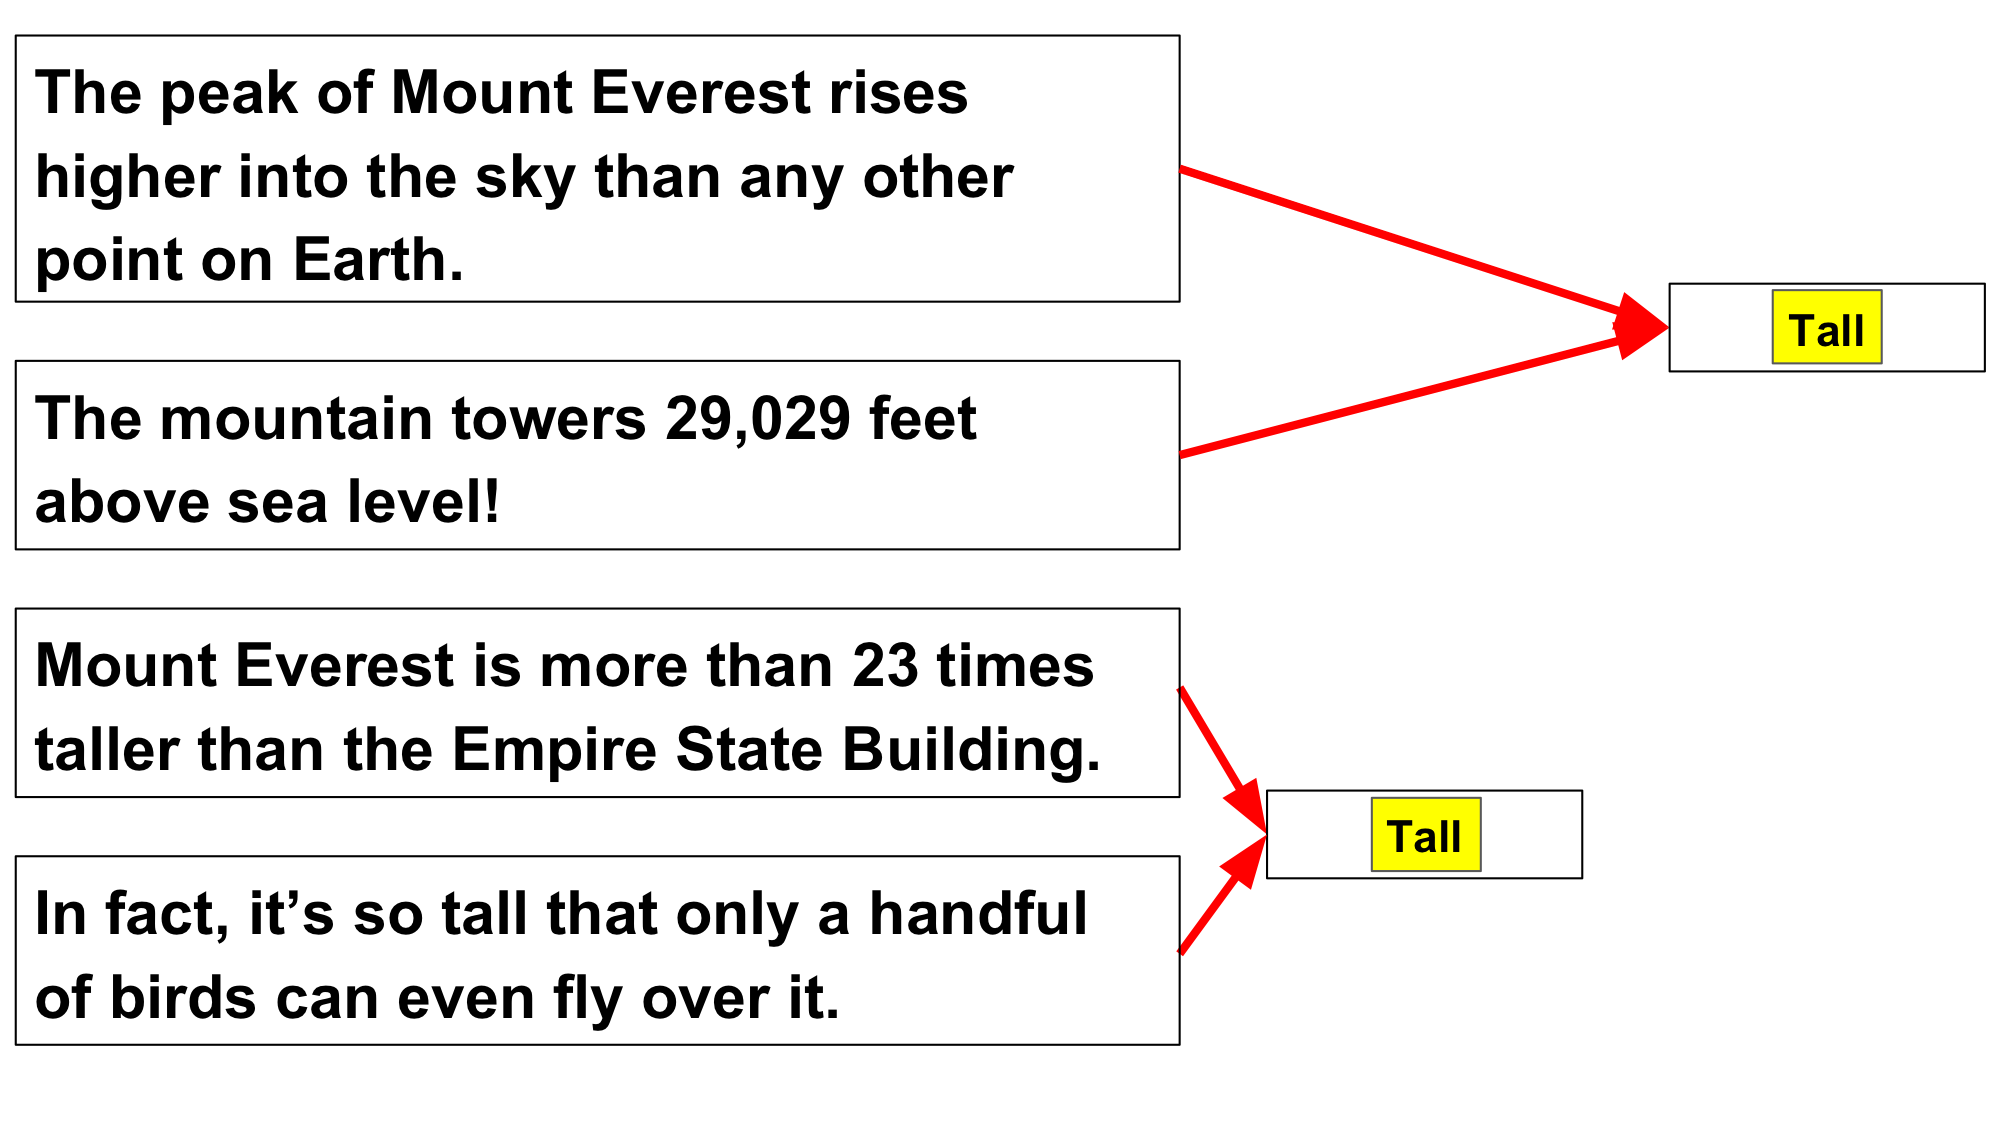 The peak of Mount Everest rises
higher into the sky than any other
point on Earth.
Tall
The mountain towers 29,029 feet
above sea level!
Mount Everest is more than 23 times
taller than the Empire State Building.
Tall
In fact, it’s so tall that only a handful
of birds can even fly over it.